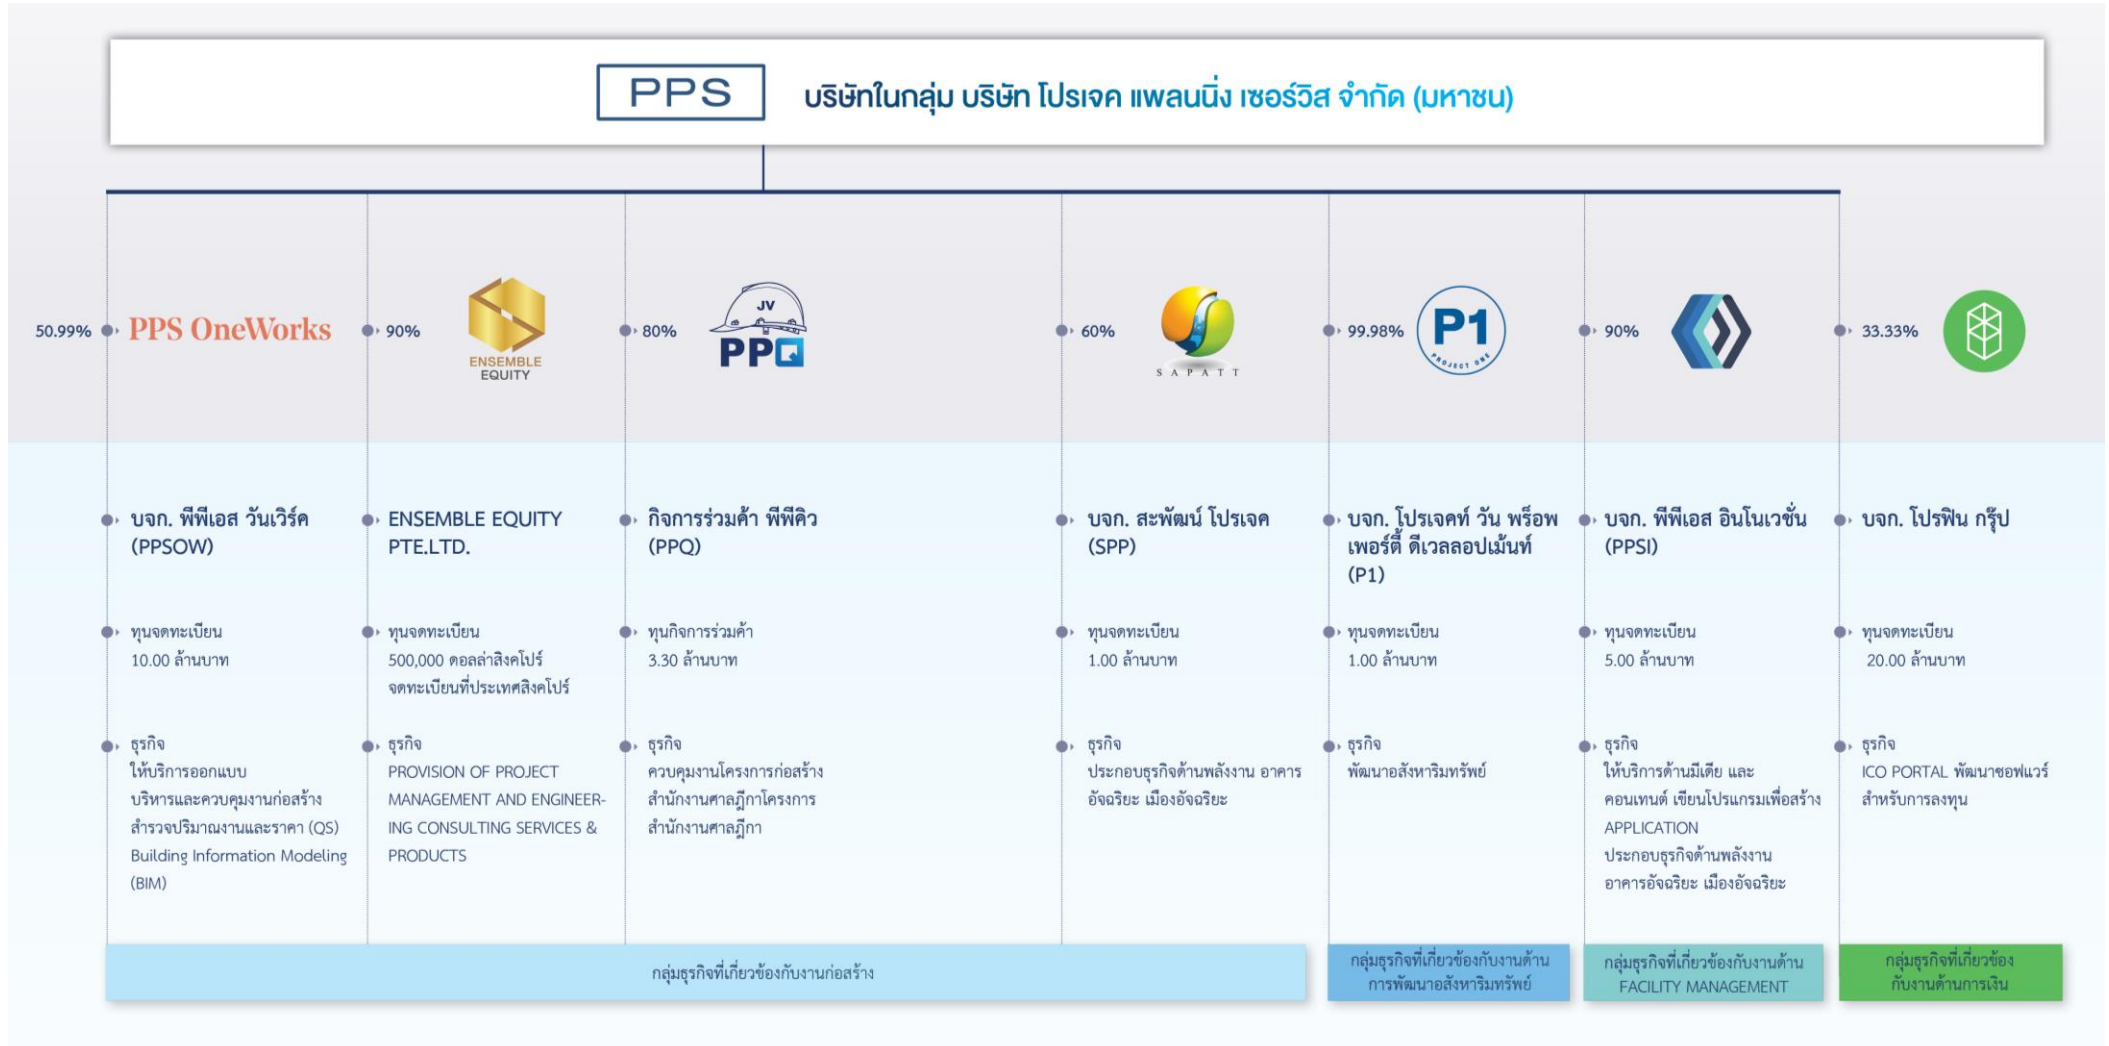 PPS
บริษัทในกลุ่ม บริษัท โปรเจค แพลนนิ่ง เซอร์วิส จำกัด (มหาชน)
50.99%
PPS OneWorks
90%
ENSEMBLE
EQUITY
80%
JV
PPQ
60%
SAPATT
99.98%
P1
PROJECT ONE
90%
33.33%
บจก. พีพีเอส วันเวิร์ค
(PPSOW)
ทุนจดทะเบียน
10.00 ล้านบาท
ธุรกิจ
ให้บริการออกแบบ
บริหารและควบคุมงานก่อสร้าง
สำรวจปริมาณงานและราคา (QS)
Building Information Modeling
(BIM)
ENSEMBLE EQUITY
PTE.LTD.
ทุนจดทะเบียน
500,000 ดอลล่าสิงคโปร์
จดทะเบียนที่ประเทศสิงคโปร์
ธุรกิจ
PROVISION OF PROJECT
MANAGEMENT AND ENGINEER-
ING CONSULTING SERVICES &
PRODUCTS
กิจการร่วมค้า พีพีคิว
(PPQ)
ทุนกิจการร่วมค้า
3.30 ล้านบาท
ธุรกิจ
ควบคุมงานโครงการก่อสร้าง
สำนักงานศาลฎีกาโครงการ
สำนักงานศาลฎีกา
บจก. สะพัฒน์ โปรเจค
(SPP)
ทุนจดทะเบียน
1.00 ล้านบาท
ธุรกิจ
ประกอบธุรกิจด้านพลังงาน อาคาร
อัจฉริยะ เมืองอัจฉริยะ
บจก. โปรเจคท์ วัน พร็อพ
เพอร์ตี้ ดีเวลลอปเม้นท์
(P1)
ทุนจดทะเบียน
1.00 ล้านบาท
ธุรกิจ
พัฒนาอสังหาริมทรัพย์
บจก. พีพีเอส อินโนเวชั่น
(PPSI)
ทุนจดทะเบียน
5.00 ล้านบาท
ธุรกิจ
ให้บริการด้านมีเดีย และ
คอนเทนต์ เขียนโปรแกรมเพื่อสร้าง
APPLICATION
ประกอบธุรกิจด้านพลังงาน
อาคารอัจฉริยะ เมืองอัจฉริยะ
บจก. โปรฟิน กรุ๊ป
ทุนจดทะเบียน
20.00 ล้านบาท
ธุรกิจ
ICO PORTAL พัฒนาซอฟแวร์
สำหรับการลงทุน
กลุ่มธุรกิจที่เกี่ยวข้องกับงานก่อสร้าง
กลุ่มธุรกิจที่เกี่ยวข้องกับงานด้าน
การพัฒนาอสังหาริมทรัพย์
กลุ่มธุรกิจที่เกี่ยวข้องกับงานด้าน
FACILITY MANAGEMENT
กลุ่มธุรกิจที่เกี่ยวข้อง
กับงานด้านการเงิน